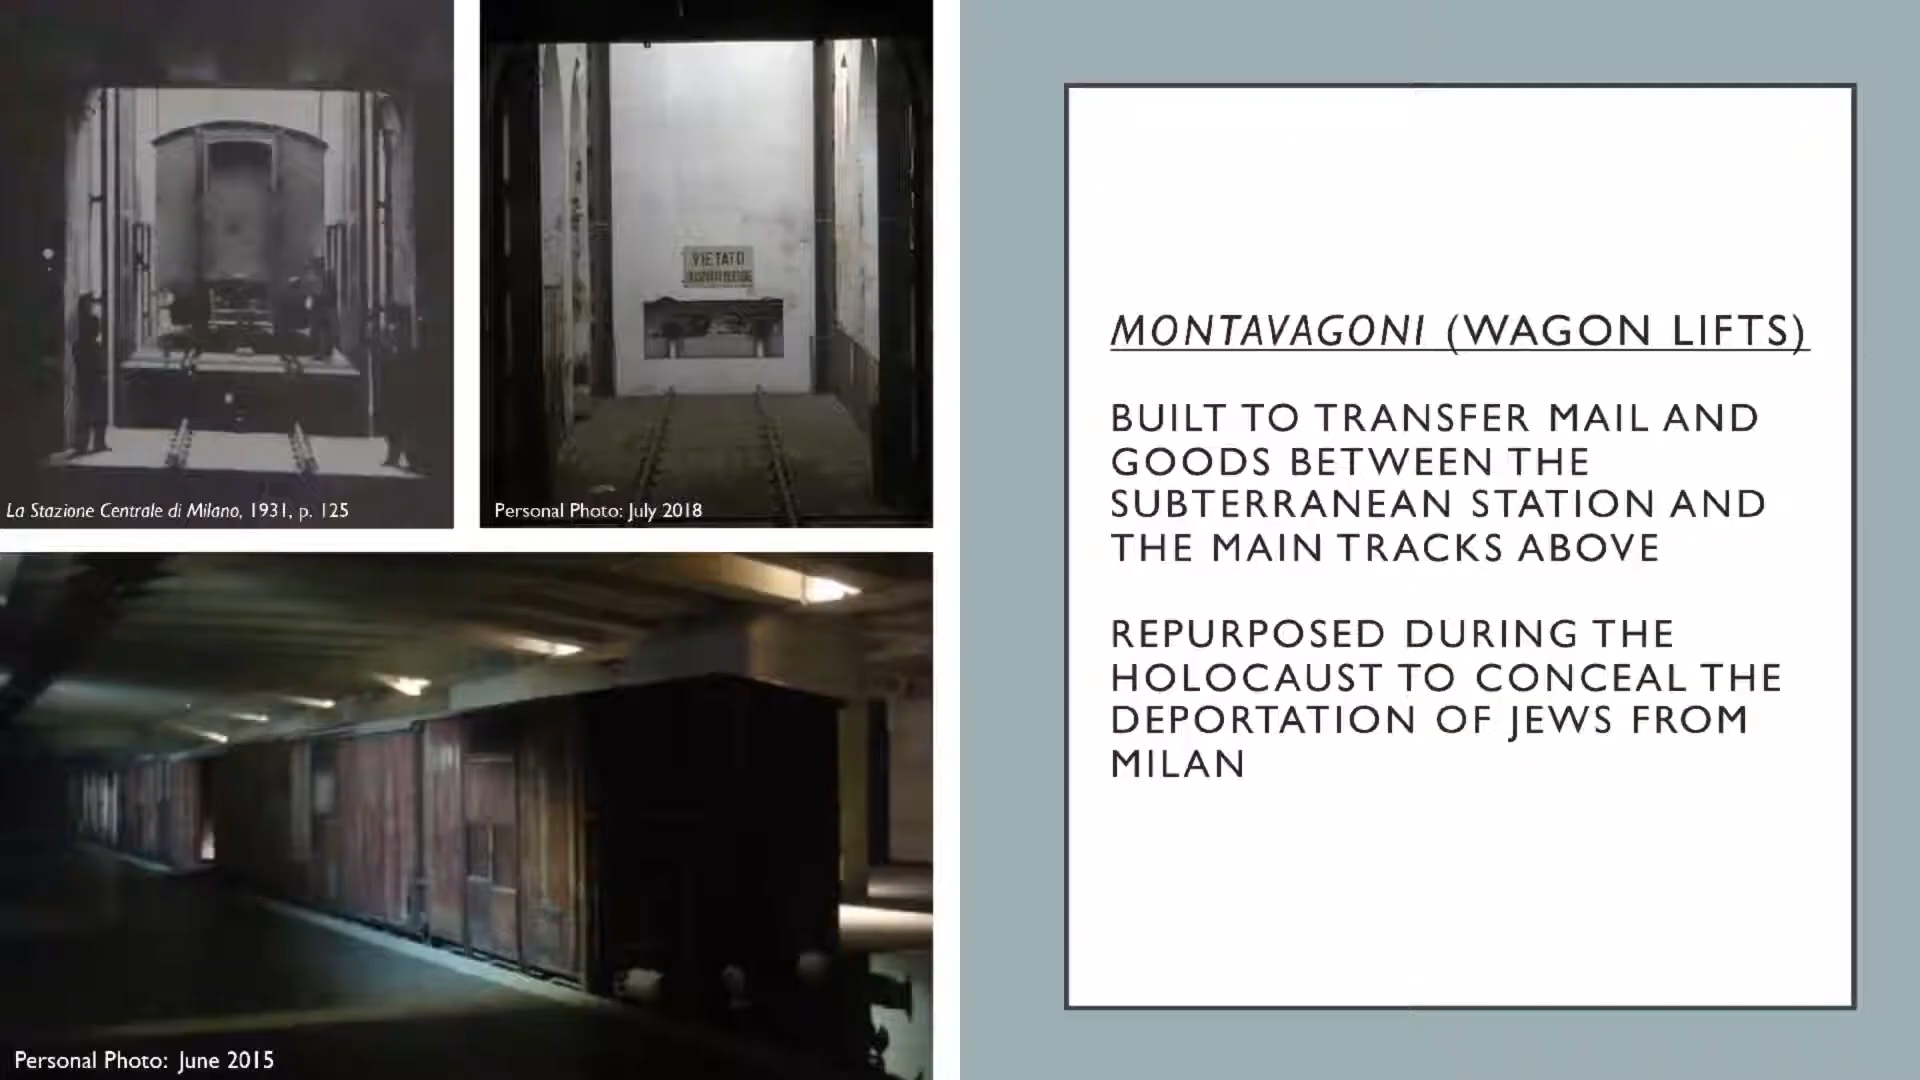 La Stazione Centrale di Milano, 1931, p. 125
VIETATO
Personal Photo: July 2018
Personal Photo: June 2015
MONTAVAGONI (WAGON LIFTS)
BUILT TO TRANSFER MAIL AND
GOODS BETWEEN THE
SUBTERRANEAN STATION AND
THE MAIN TRACKS ABOVE
REPURPOSED DURING THE
HOLOCAUST TO CONCEAL THE
DEPORTATION OF JEWS FROM
MILAN